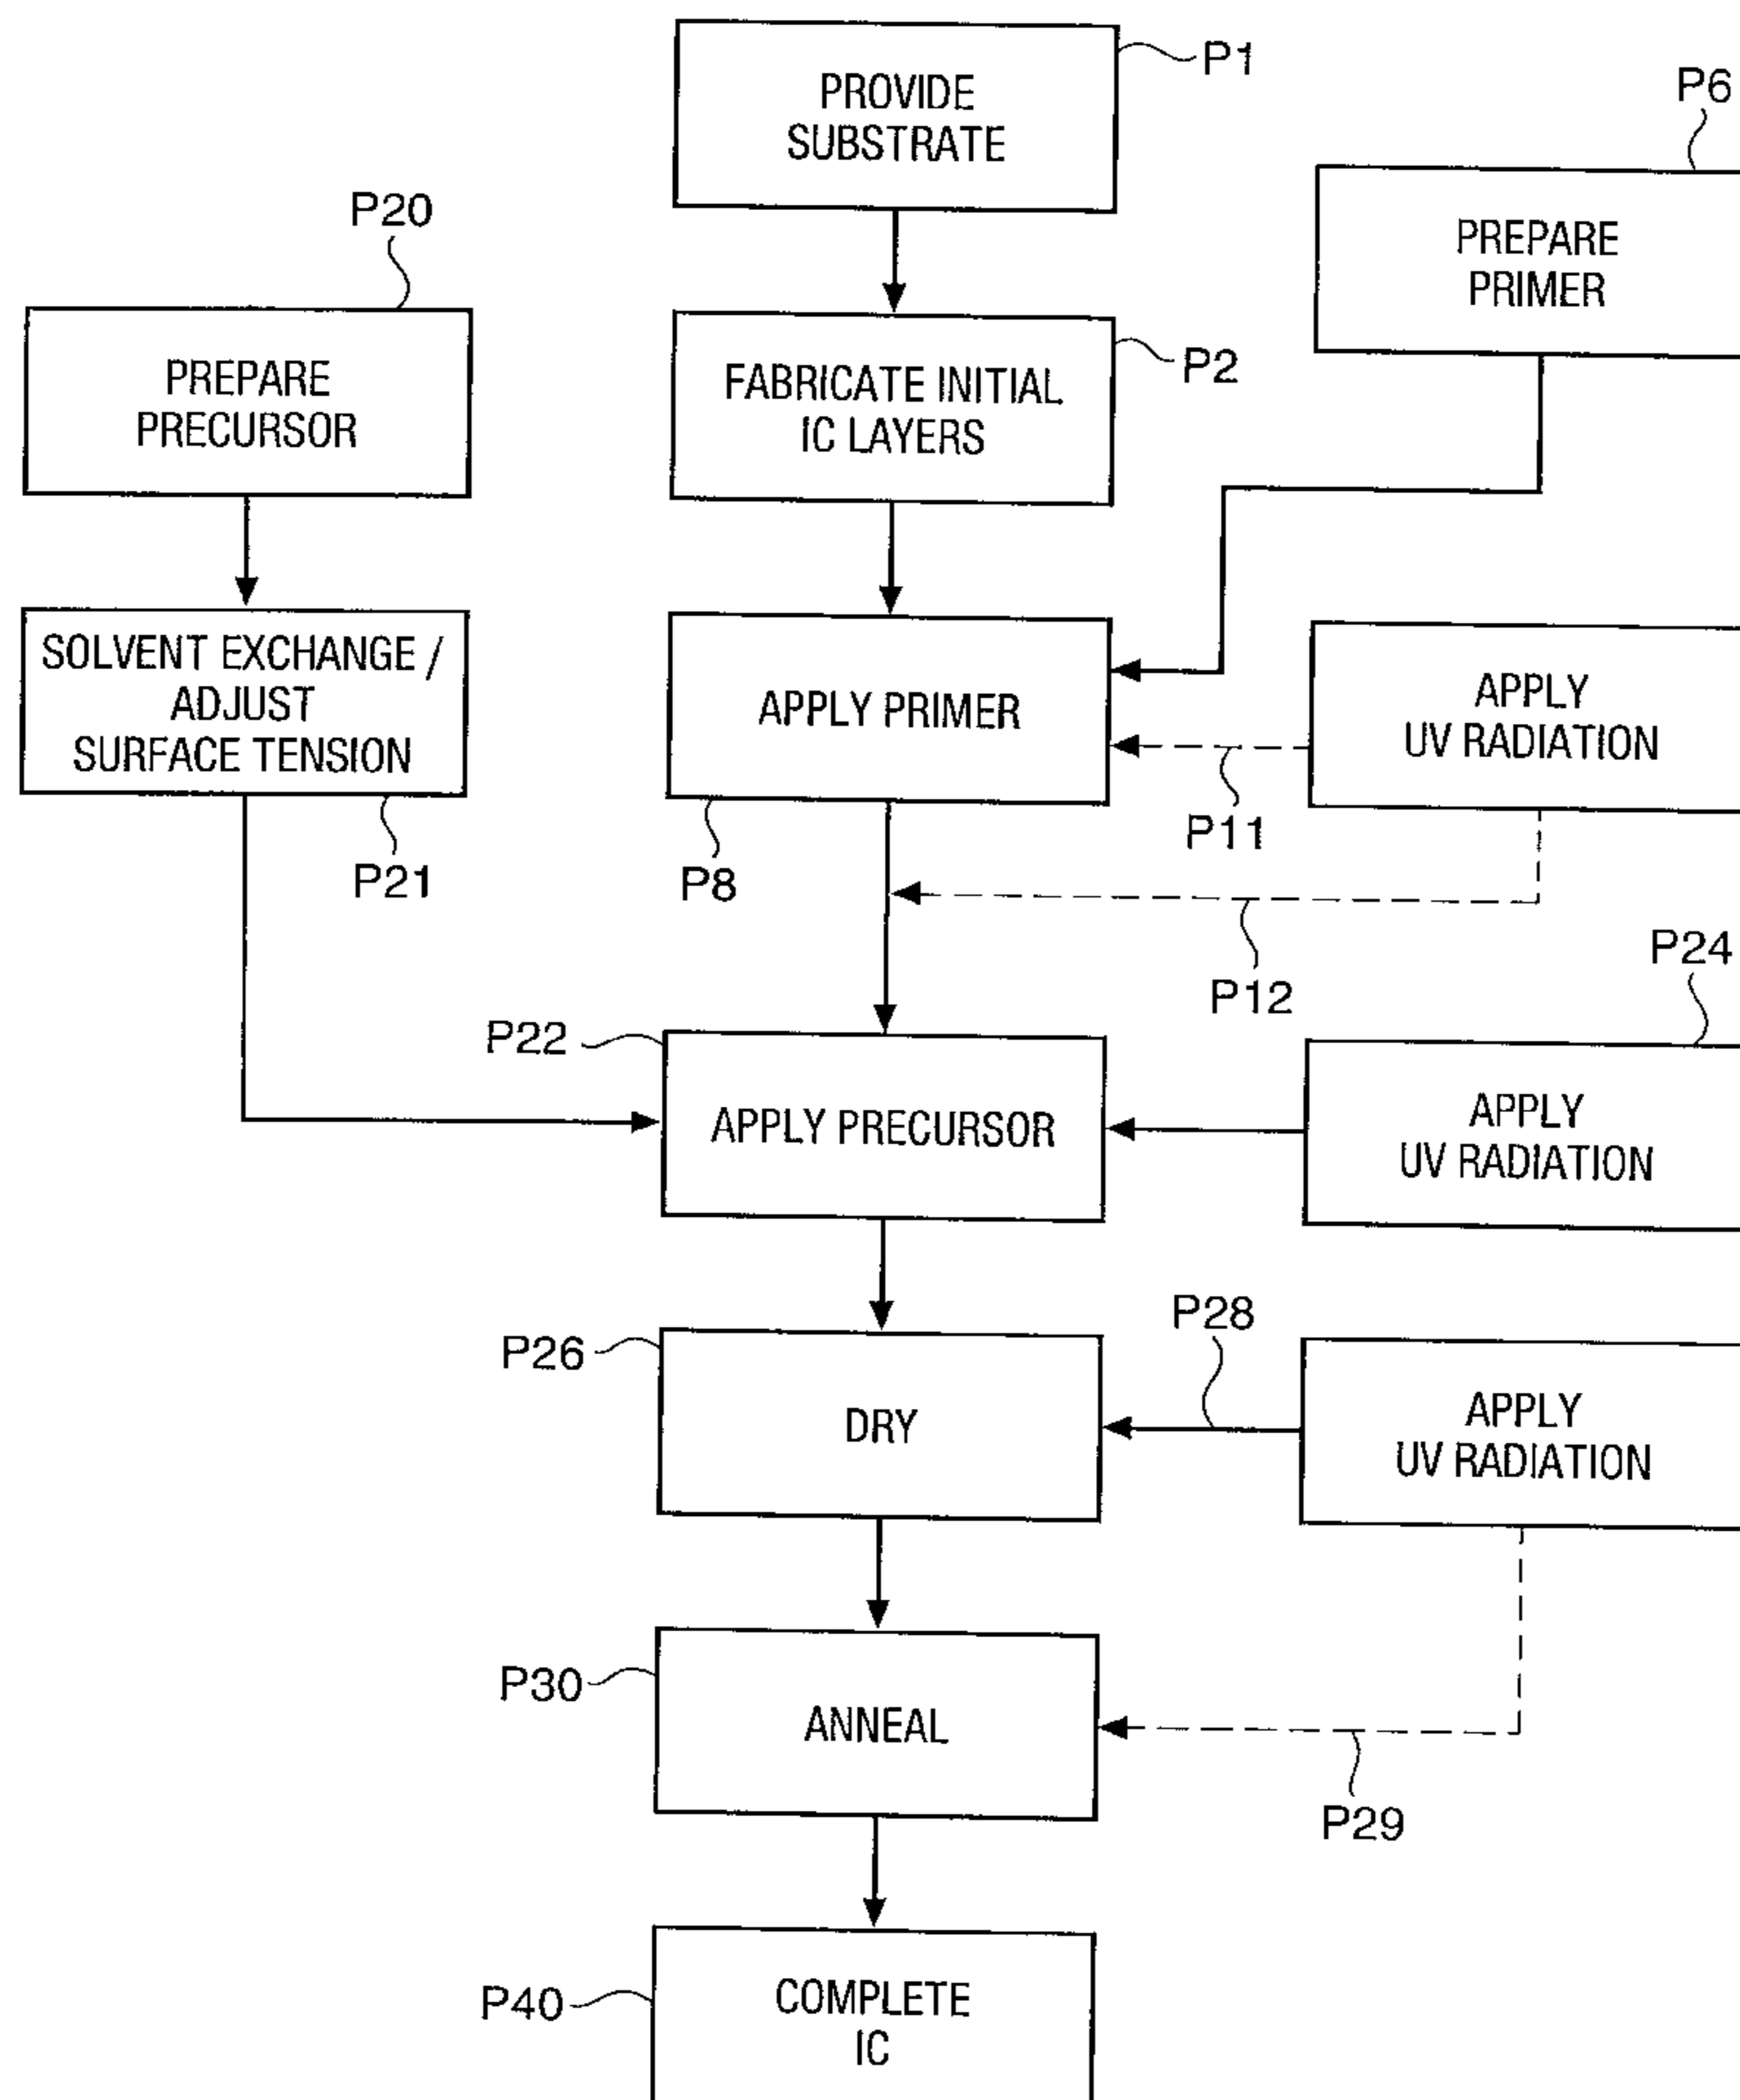 P1
PROVIDE
SUBSTRATE
P6
PREPARE
PRIMER
P20
PREPARE
PRECURSOR
P2
FABRICATE INITIAL
IC LAYERS
SOLVENT EXCHANGE /
ADJUST
SURFACE TENSION
P21
APPLY PRIMER
P8
APPLY
UV RADIATION
P11
P12
P24
P22
APPLY PRECURSOR
APPLY
UV RADIATION
P28
P26
DRY
APPLY
UV RADIATION
P30
ANNEAL
P29
P40
COMPLETE
IC